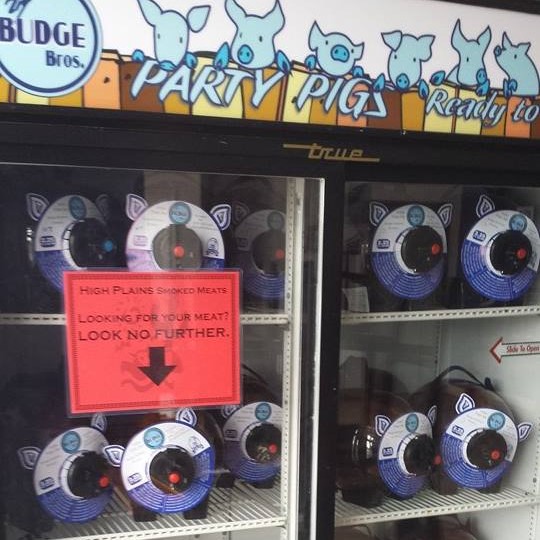 BUDGE
Bros.
PARTY PIGS
Ready to
true
HIGH PLAINS SMOKED MEATS
LOOKING FOR YOUR MEAT?
LOOK NO FURTHER.
Slide To Open